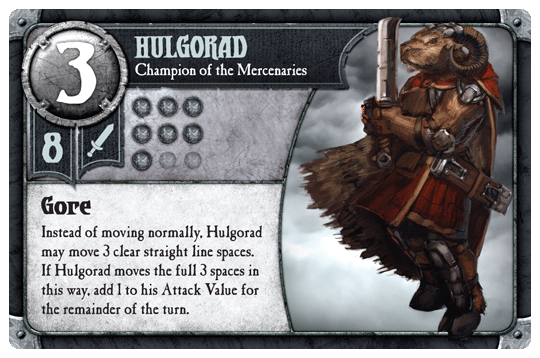 3
HULGORAD
Champion of the Mercenaries
8
Gore
Instead of moving normally, Hulgorad
may move 3 clear straight line spaces.
If Hulgorad moves the full 3 spaces in
this way, add 1 to his Attack Value for
the remainder of the turn.